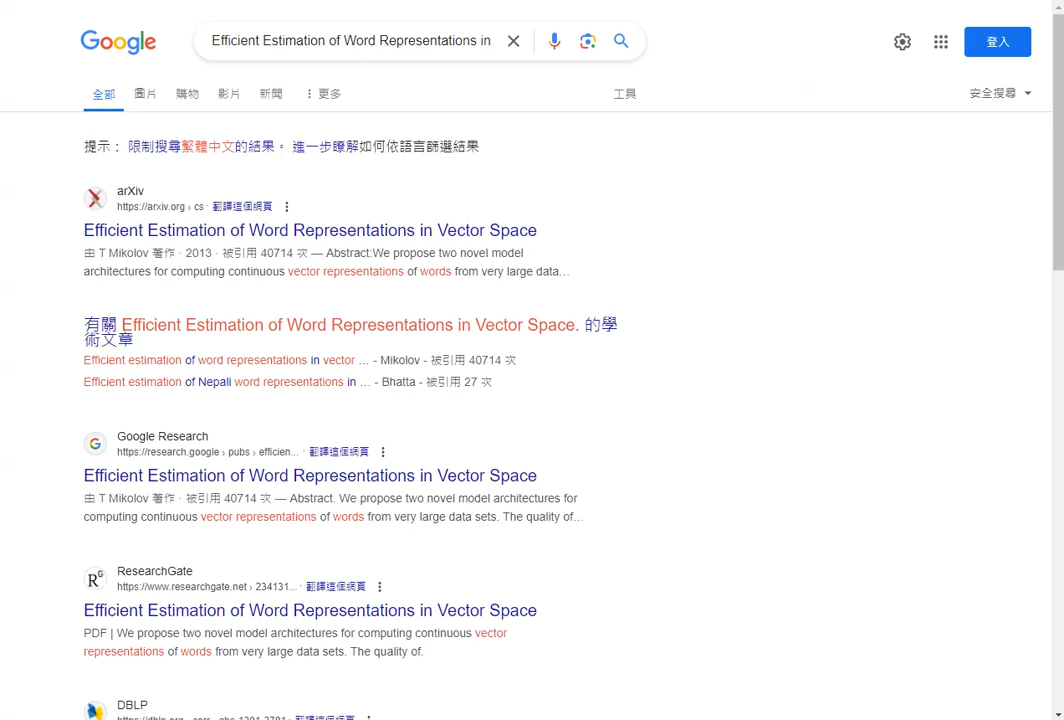 Google
Efficient Estimation of Word Representations in
登入
全部 圖片 購物 影片 新聞 更多 工具 安全搜尋
提示： 限制搜尋繁體中文的結果。 進一步瞭解如何依語言篩選結果
arXiv
https://arxiv.org › cs · 翻譯這個網頁
Efficient Estimation of Word Representations in Vector Space
由 T Mikolov 著作 · 2013 · 被引用 40714 次 — Abstract:We propose two novel model
architectures for computing continuous vector representations of words from very large data…
有關 Efficient Estimation of Word Representations in Vector Space. 的學
術文章
Efficient estimation of word representations in vector … - Mikolov - 被引用 40714 次
Efficient estimation of Nepali word representations in … - Bhatta - 被引用 27 次
Google Research
https://research.google › pubs › efficien... · 翻譯這個網頁
Efficient Estimation of Word Representations in Vector Space
由 T Mikolov 著作 · 被引用 40714 次 — Abstract. We propose two novel model architectures for
computing continuous vector representations of words from very large data sets. The quality of…
RG
ResearchGate
https://www.researchgate.net › 234131... · 翻譯這個網頁
Efficient Estimation of Word Representations in Vector Space
PDF | We propose two novel model architectures for computing continuous vector
representations of words from very large data sets. The quality of.
DBLP